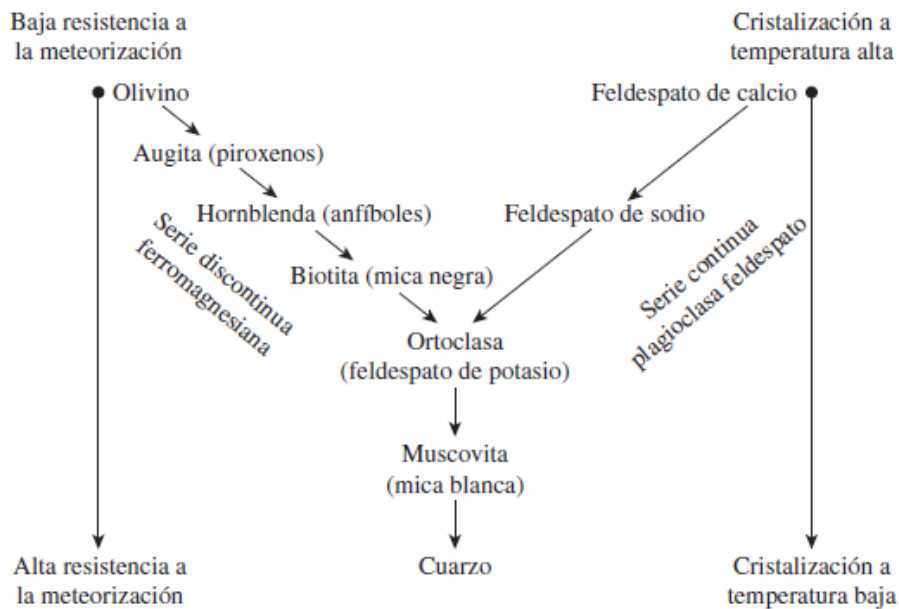 Baja resistencia a
la meteorización
Cristalización a
temperatura alta
Olivino
Feldespato de calcio
Augita (piroxenos)
Hornblenda (anfíboles)
Feldespato de sodio
Serie discontinua
ferromagnesiana
Serie continua
plagioclasa feldespato
Biotita (mica negra)
Ortoclasa
(feldespato de potasio)
Muscovita
(mica blanca)
Alta resistencia a
la meteorización
Cuarzo
Cristalización a
temperatura baja